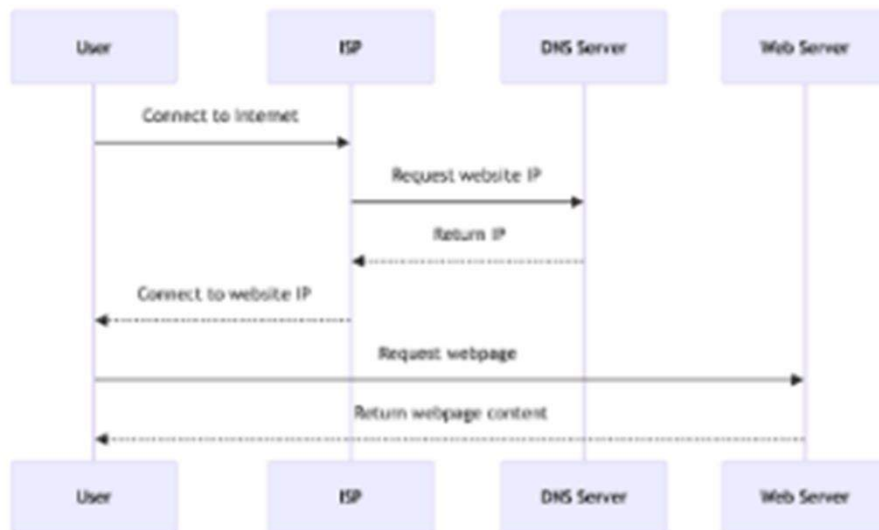 User ISP DNS Server Web Server
Connect to Internet
Request website IP
Return IP
Connect to website IP
Request webpage
Return webpage content
User ISP DNS Server Web Server